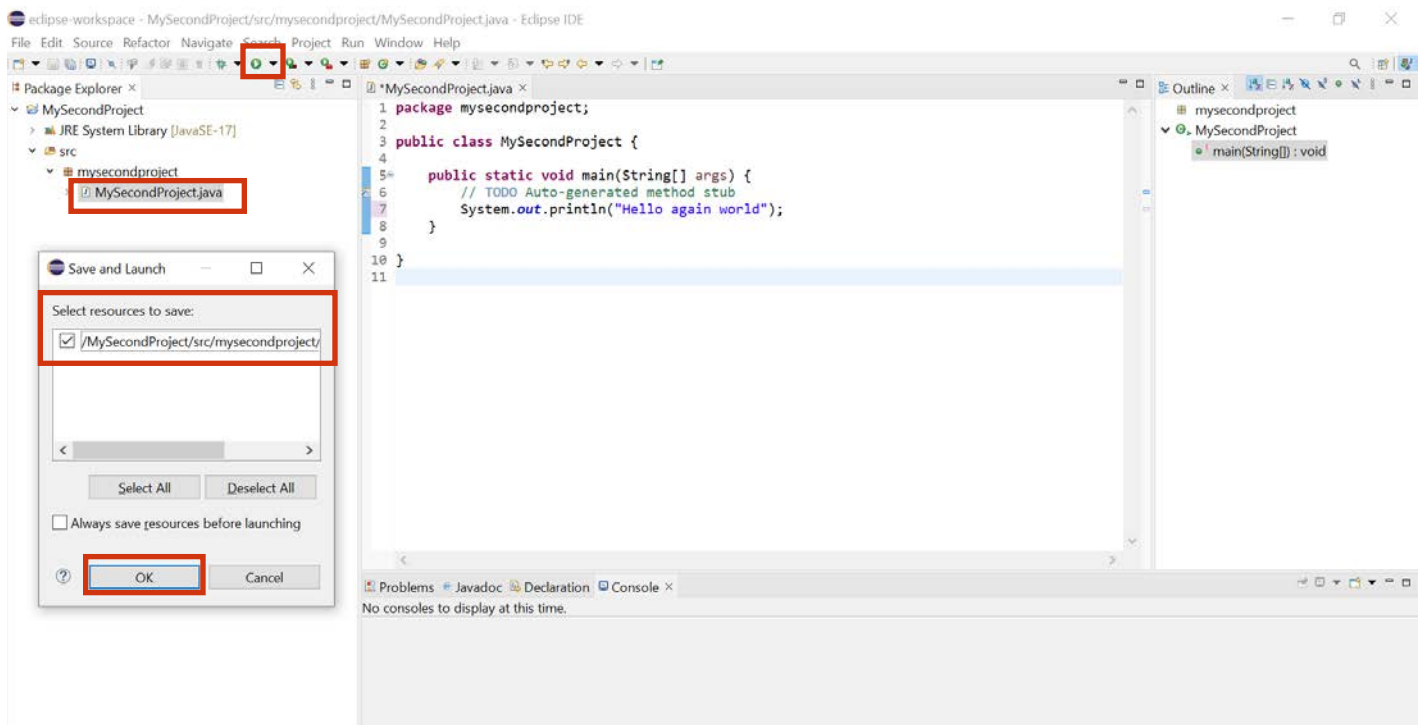 eclipse-workspace - MySecondProject/src/mysecondproject/MySecondProject.java - Eclipse IDE
File Edit Source Refactor Navigate Search Project Run Window Help
Package Explorer
MySecondProject
JRE System Library [JavaSE-17]
src
mysecondproject
MySecondProject.java
*MySecondProject.java
1 package mysecondproject;
2
3 public class MySecondProject {
4
5 public static void main(String[] args) {
6 // TODO Auto-generated method stub
7 System.out.println("Hello again world");
8 }
9
10 }
11
Outline
mysecondproject
MySecondProject
main(String[]) : void
Save and Launch
Select resources to save:
/MySecondProject/src/mysecondproject/
Select All Deselect All
Always save resources before launching
OK Cancel
Problems Javadoc Declaration Console
No consoles to display at this time.